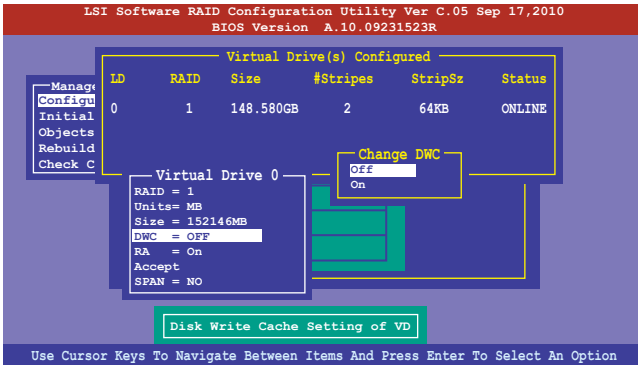 LSI Software RAID Configuration Utility Ver C.05 Sep 17,2010
BIOS Version A.10.09231523R
Virtual Drive(s) Configured
LD RAID Size #Stripes StripSz Status
0 1 148.580GB 2 64KB ONLINE
Manage
Configu
Initial
Objects
Rebuild
Check C
Change DWC
Off
On
Virtual Drive 0
RAID = 1
Units= MB
Size = 152146MB
DWC = OFF
RA = On
Accept
SPAN = NO
Disk Write Cache Setting of VD
Use Cursor Keys To Navigate Between Items And Press Enter To Select An Option